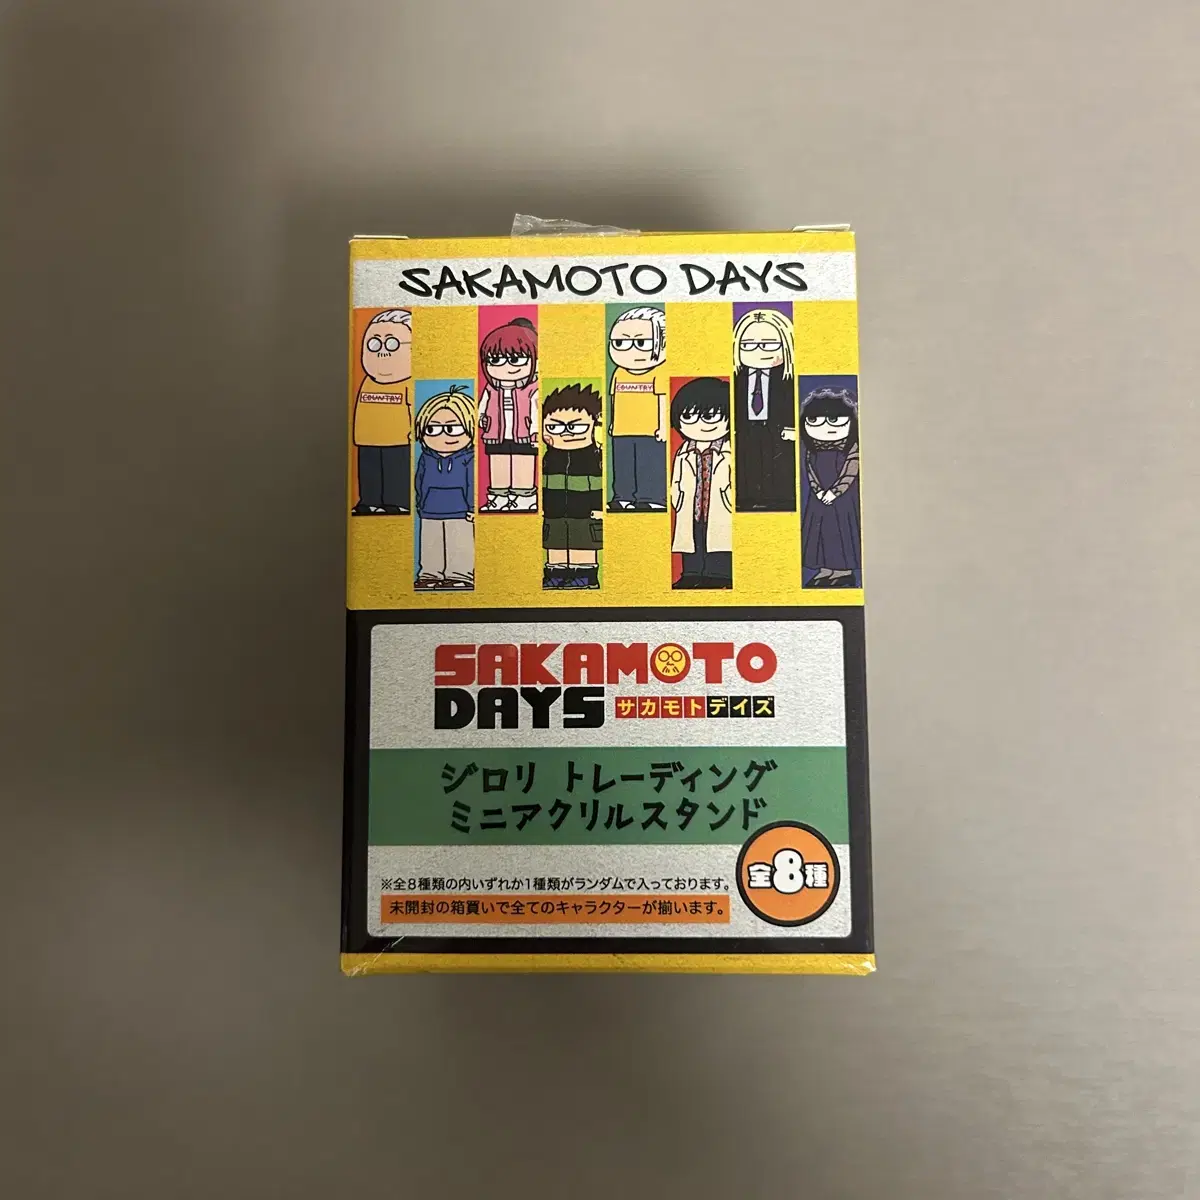 SAKAMOTO DAYS
COUNTRY
COUNTRY
SAKAMOTO
DAYS サカモトデイズ
ジロリ トレーディング
ミニアクリルスタンド
全8種
※全8種類の内いずれか1種類がランダムで入っております。
未開封の箱買いで全てのキャラクターが揃います。